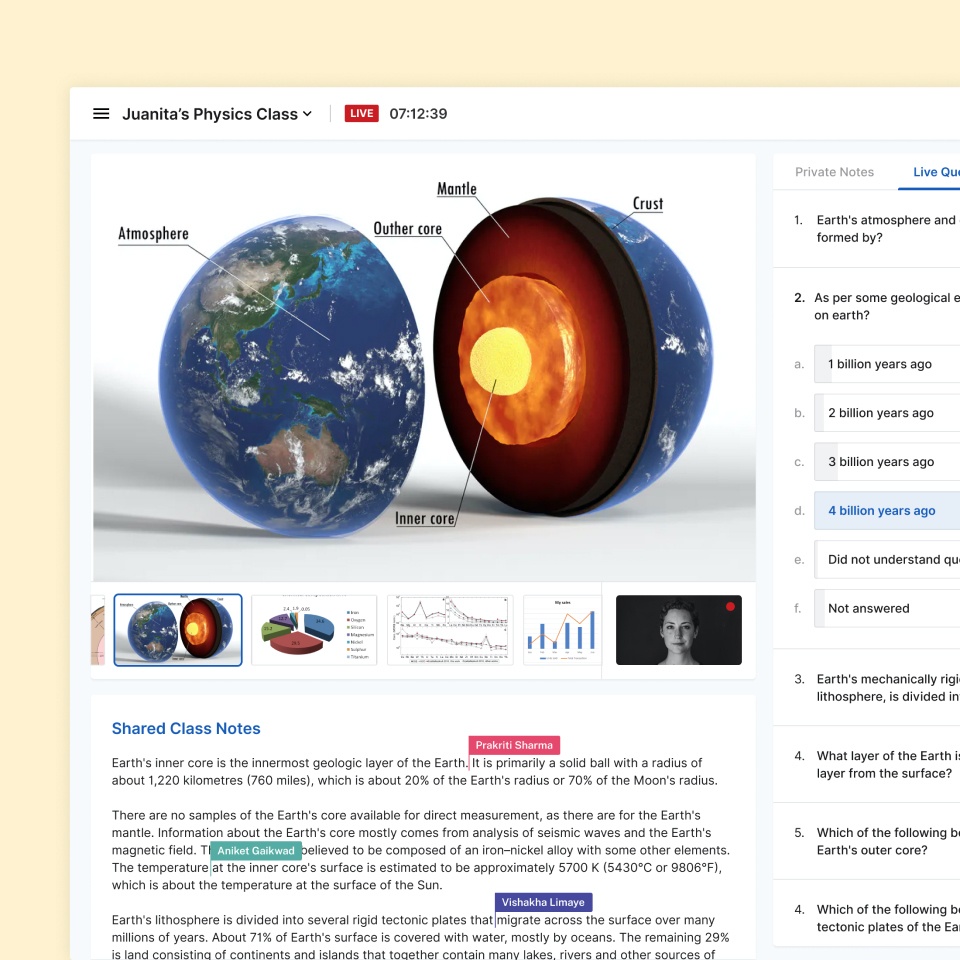 Juanita’s Physics Class
LIVE
07:12:39
Mantle
Crust
Atmosphere
Outher core
Inner core
My sales
Iron
Oxygen
Silicon
Magnesium
Nickel
Sulphur
Titanium
Shared Class Notes
Prakriti Sharma
Earth's inner core is the innermost geologic layer of the Earth. It is primarily a solid ball with a radius of
about 1,220 kilometres (760 miles), which is about 20% of the Earth's radius or 70% of the Moon's radius.
There are no samples of the Earth's core available for direct measurement, as there are for the Earth's
mantle. Information about the Earth's core mostly comes from analysis of seismic waves and the Earth's
magnetic field. Th
Aniket Gaikwad
believed to be composed of an iron–nickel alloy with some other elements.
The temperature at the inner core's surface is estimated to be approximately 5700 K (5430°C or 9806°F),
which is about the temperature at the surface of the Sun.
Vishakha Limaye
Earth's lithosphere is divided into several rigid tectonic plates that migrate across the surface over many
millions of years. About 71% of Earth's surface is covered with water, mostly by oceans. The remaining 29%
is land consisting of continents and islands that together contain many lakes, rivers and other sources of
Private Notes
Live Que
1. Earth's atmosphere and
formed by?
2. As per some geological e
on earth?
a. 1 billion years ago
b. 2 billion years ago
c. 3 billion years ago
d. 4 billion years ago
e. Did not understand que
f. Not answered
3. Earth's mechanically rigi
lithosphere, is divided in
4. What layer of the Earth is
layer from the surface?
5. Which of the following be
Earth's outer core?
4. Which of the following be
tectonic plates of the Ear